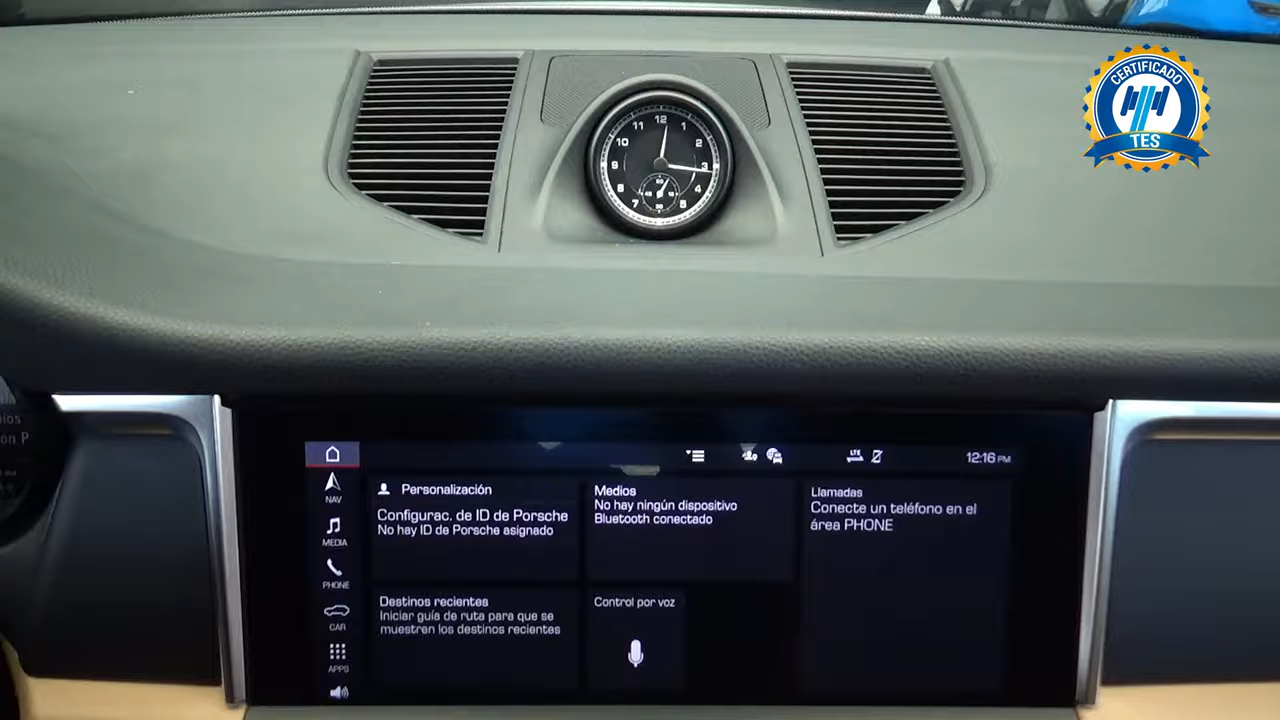 CERTIFICADO
TES
12
1
2
3
4
5
7
8
9
10
11
12:16 PM
LTE
NAV
MEDIA
PHONE
CAR
APPS
Personalización
Configurac. de ID de Porsche
No hay ID de Porsche asignado
Medios
No hay ningún dispositivo
Bluetooth conectado
Llamadas
Conecte un teléfono en el
área PHONE
Destinos recientes
Iniciar guía de ruta para que se
muestren los destinos recientes
Control por voz